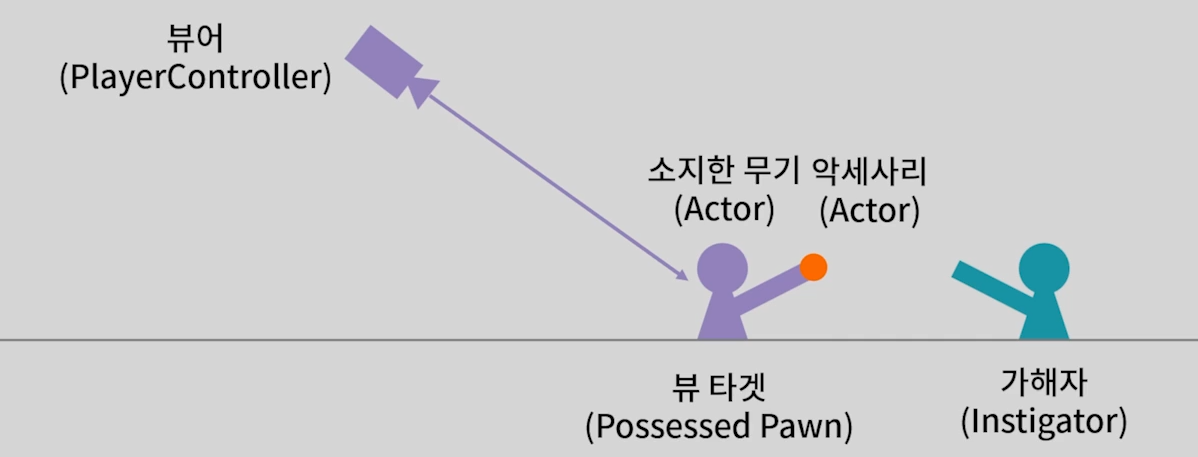 뷰어
(PlayerController)
소지한 무기
(Actor)
악세사리
(Actor)
뷰 타겟
(Possessed Pawn)
가해자
(Instigator)